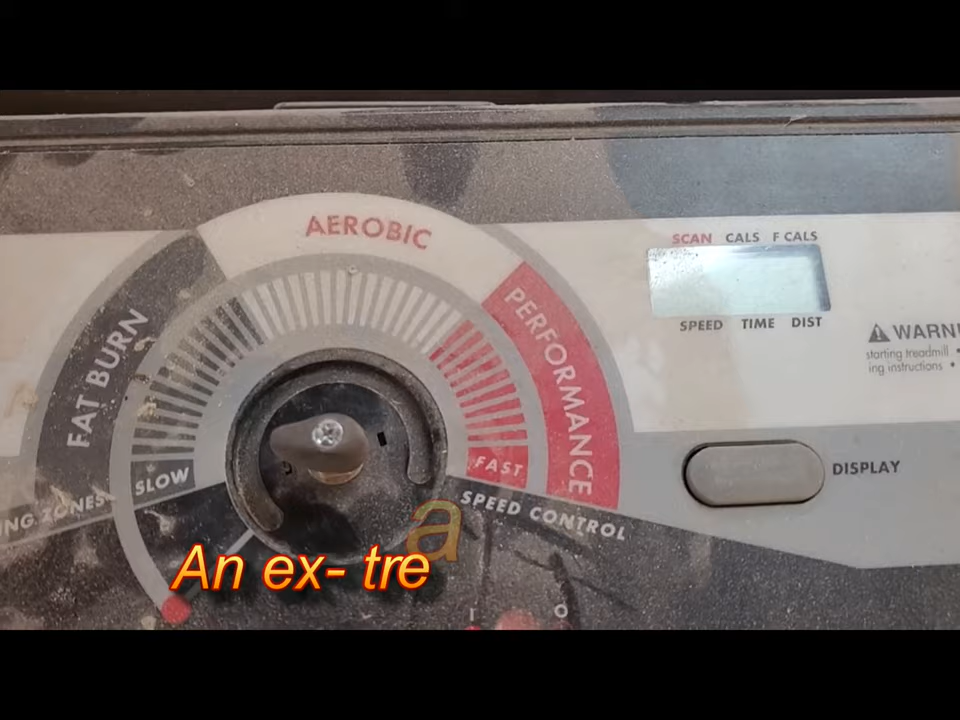 AEROBIC
FAT BURN
PERFORMANCE
SCAN CALS F CALS
SPEED TIME DIST
WARN
starting treadmill •
ing instructions •
DISPLAY
SLOW
FAST
ING ZONES
SPEED CONTROL
An ex- tre a
I O